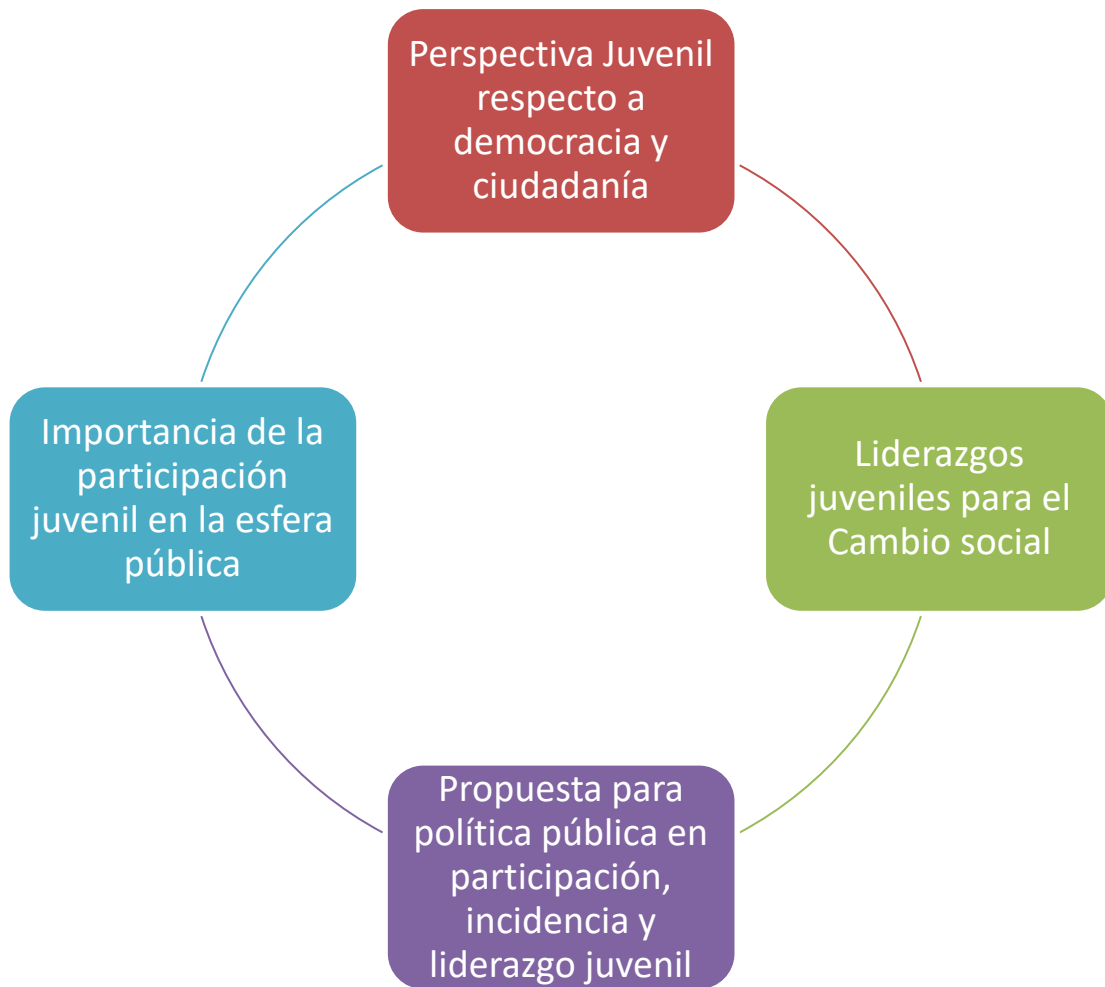 Perspectiva Juvenil
respecto a
democracia y
ciudadanía
Liderazgos
juveniles para el
Cambio social
Propuesta para
política pública en
participación,
incidencia y
liderazgo juvenil
Importancia de la
participación
juvenil en la esfera
pública